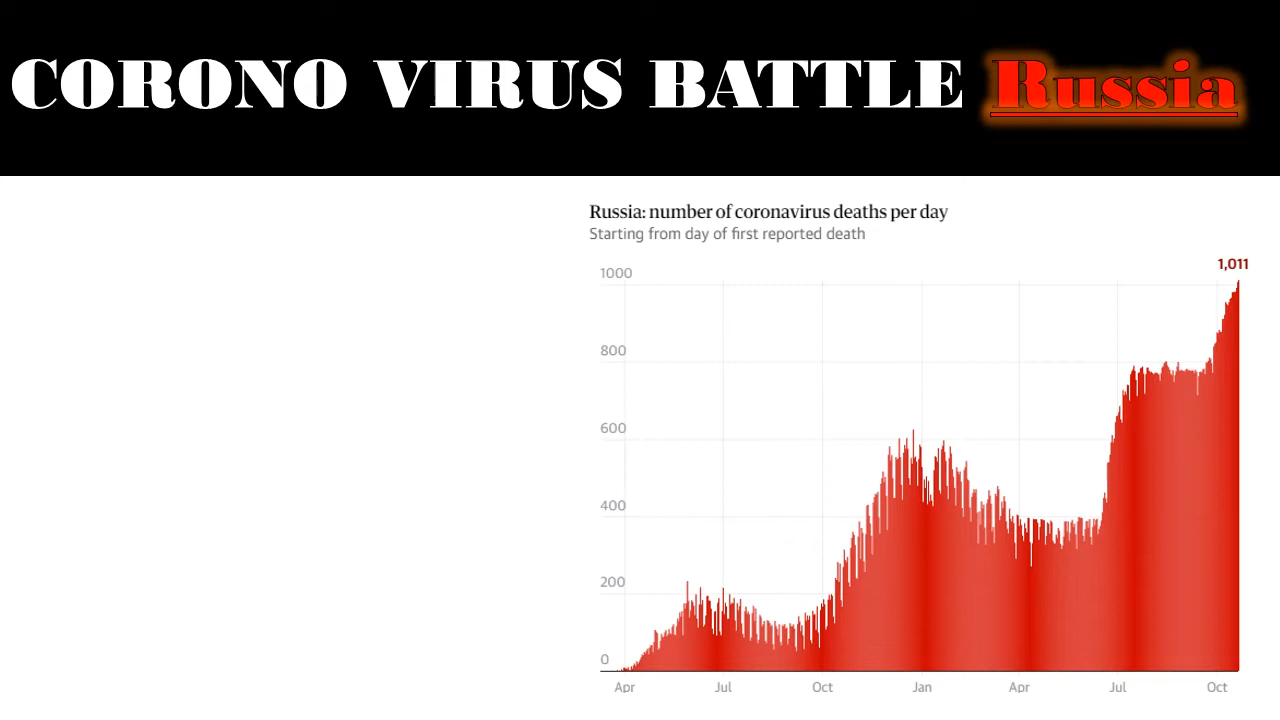 CORONO VIRUS BATTLE Russia
Russia: number of coronavirus deaths per day
Starting from day of first reported death
1,011
1000
800
600
400
200
0
Apr Jul Oct Jan Apr Jul Oct